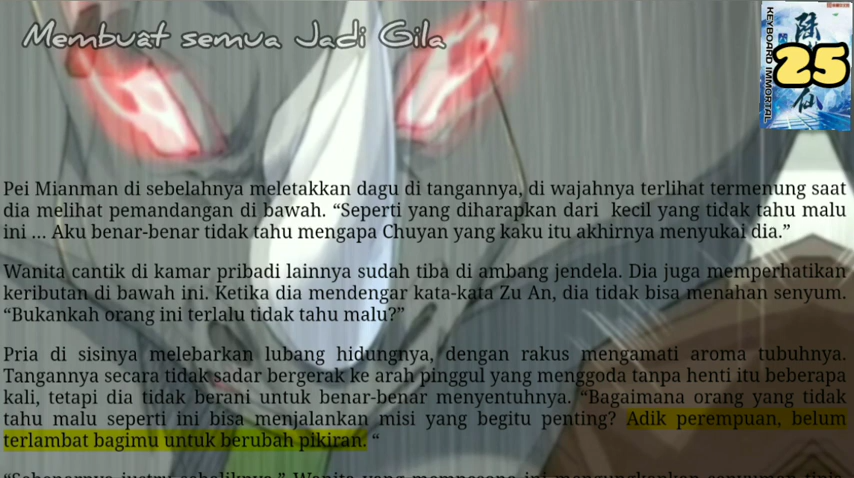 Membuat semua Jadi Gila
KEYBOARD IMMORTAL
25
Pei Mianman di sebelahnya meletakkan dagu di tangannya, di wajahnya terlihat termenung saat
dia melihat pemandangan di bawah. “Seperti yang diharapkan dari kecil yang tidak tahu malu
ini ... Aku benar-benar tidak tahu mengapa Chuyan yang kaku itu akhirnya menyukai dia.”
Wanita cantik di kamar pribadi lainnya sudah tiba di ambang jendela. Dia juga memperhatikan
keributan di bawah ini. Ketika dia mendengar kata-kata Zu An, dia tidak bisa menahan senyum.
“Bukankah orang ini terlalu tidak tahu malu?”
Pria di sisinya melebarkan lubang hidungnya, dengan rakus mengamati aroma tubuhnya.
Tangannya secara tidak sadar bergerak ke arah pinggul yang menggoda tanpa henti itu beberapa
kali, tetapi dia tidak berani untuk benar-benar menyentuhnya. “Bagaimana orang yang tidak
tahu malu seperti ini bisa menjalankan misi yang begitu penting? Adik perempuan, belum
terlambat bagimu untuk berubah pikiran. “